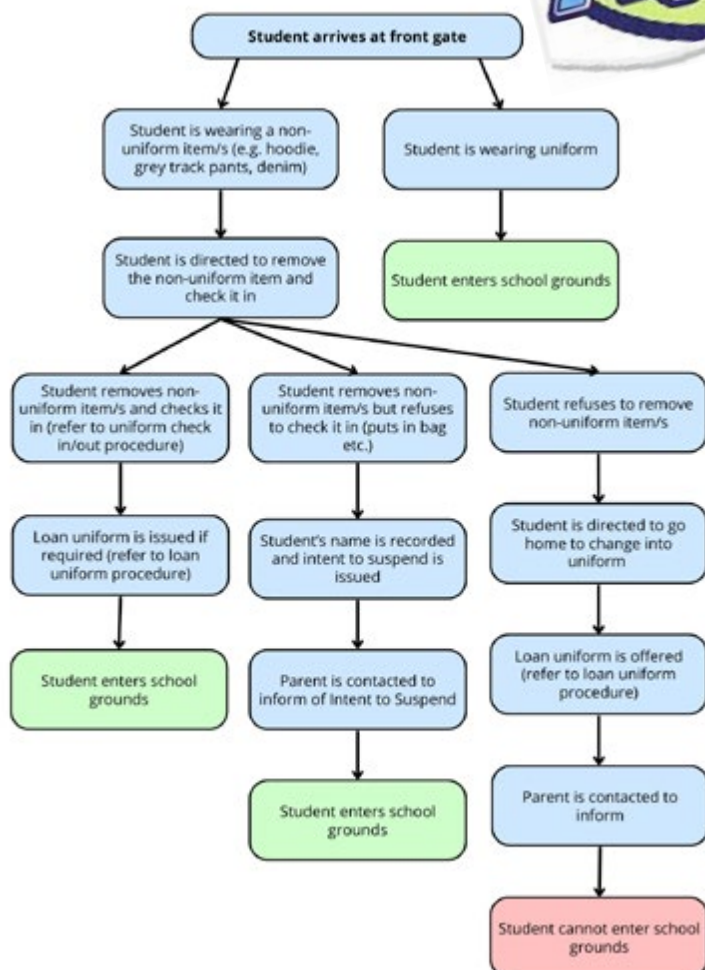 Student arrives at front gate
Student is wearing a non-
uniform item/s (e.g. hoodie,
grey track pants, denim)
Student is wearing uniform
Student is directed to remove
the non-uniform item and
check it in
Student enters school grounds
Student removes non-
uniform item/s and checks it
in (refer to uniform check
in/out procedure)
Student removes non-
uniform item/s but refuses
to check it in (puts in bag
etc.)
Student refuses to remove
non-uniform item/s
Loan uniform is issued if
required (refer to loan
uniform procedure)
Student's name is recorded
and intent to suspend is
issued
Student is directed to go
home to change into
uniform
Student enters school
grounds
Parent is contacted to
inform of Intent to Suspend
Loan uniform is offered
(refer to loan uniform
procedure)
Student enters school
grounds
Parent is contacted to
inform
Student cannot enter school
grounds